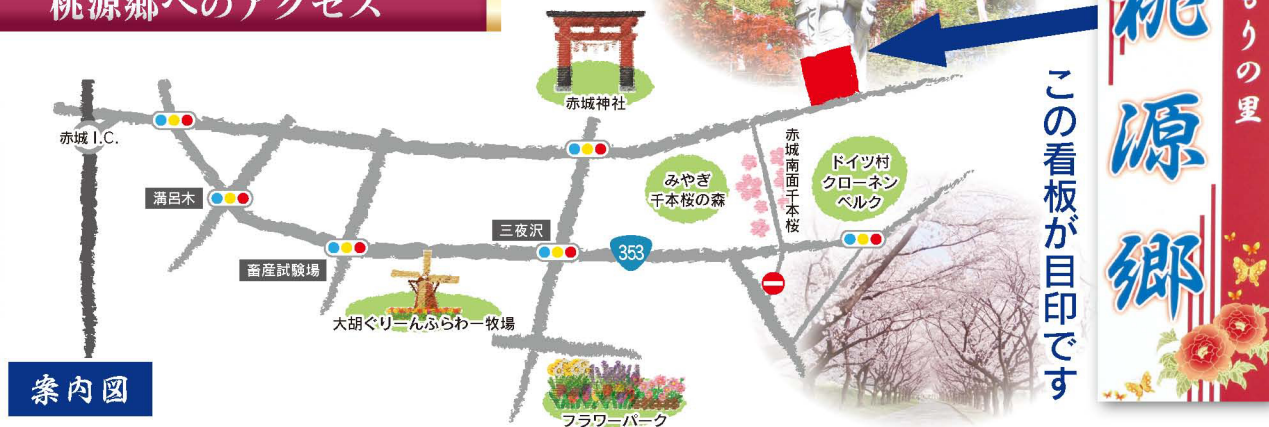 桃源郷へのアクセス
赤城神社
赤城 I.C.
溝呂木
畜産試験場
大胡ぐりーんふらわー牧場
三夜沢
353
みやぎ
千本桜の森
赤城南面千本桜
ドイツ村
クローネン
ベルク
フラワーパーク
案内図
この看板が目印です
りの里
桃源郷